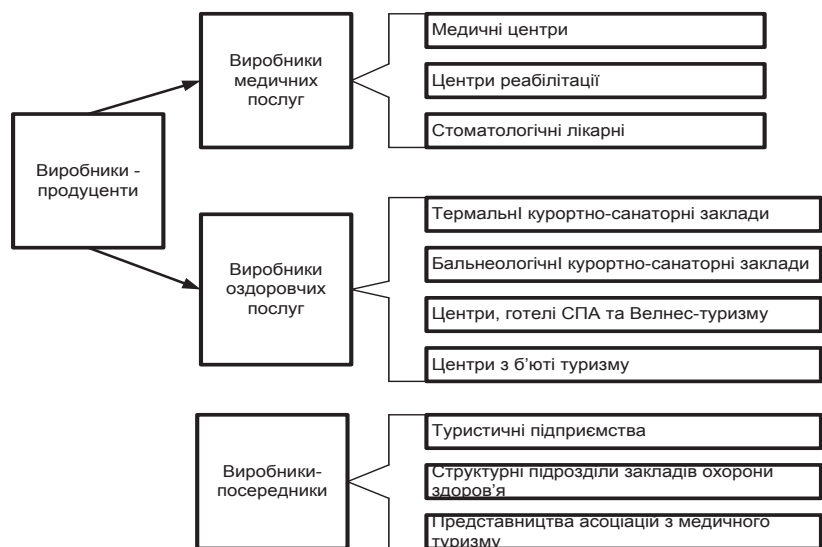 Виробники -
продуценти
Виробники
медичних
послуг
Медичні центри
Центри реабілітації
Стоматологічні лікарні
Виробники
оздоровчих
послуг
ТермальнІ курортно-санаторні заклади
БальнеологічнІ курортно-санаторні заклади
Центри, готелі СПА та Велнес-туризму
Центри з б’юті туризму
Виробники-
посередники
Туристичні підприємства
Структурні підрозділи закладів охорони
здоров’я
Представництва асоціацій з медичного
туризму